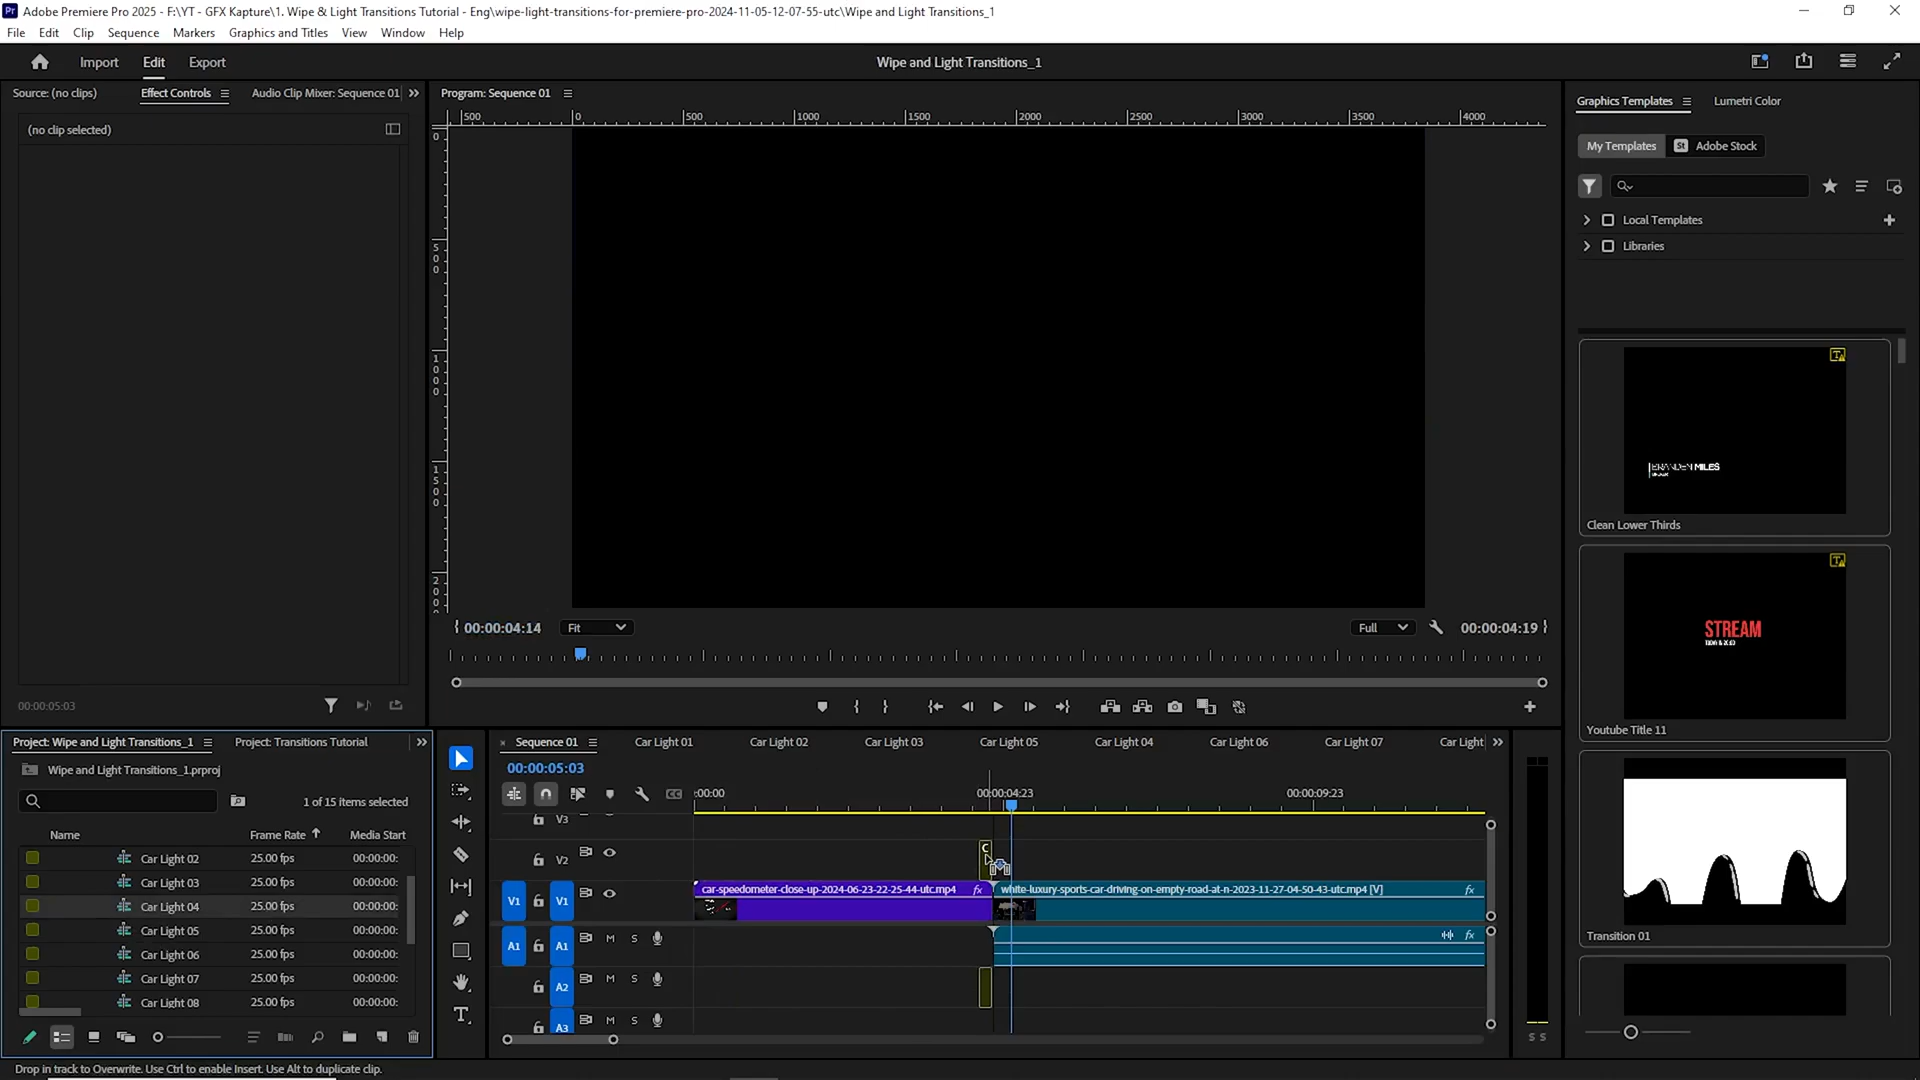 Adobe Premiere Pro 2025 - F:\YT - GFX Kapture\1. Wipe & Light Transitions Tutorial - Eng\wipe-light-transitions-for-premiere-pro-2024-11-05-12-07-55-utc\Wipe and Light Transitions_1
File Edit Clip Sequence Markers Graphics and Titles View Window Help
Import Edit Export
Wipe and Light Transitions_1
Source: (no clips) Effect Controls Audio Clip Mixer: Sequence 01
Program: Sequence 01
Graphics Templates Lumetri Color
(no clip selected)
500 0 500 1000 1500 2000 2500 3000 3500 4000
0
500
1000
1500
2000
My Templates St Adobe Stock
Local Templates
Libraries
BRANDEN MILES
Clean Lower Thirds
STREAM
Youtube Title 11
Transition 01
00:00:04:14 Fit Full 00:00:04:19
00:00:05:03
Project: Wipe and Light Transitions_1 Project: Transitions Tutorial
Wipe and Light Transitions_1.prproj
1 of 15 items selected
Name Frame Rate Media Start
Car Light 02 25.00 fps 00:00:00:
Car Light 03 25.00 fps 00:00:00:
Car Light 04 25.00 fps 00:00:00:
Car Light 05 25.00 fps 00:00:00:
Car Light 06 25.00 fps 00:00:00:
Car Light 07 25.00 fps 00:00:00:
Car Light 08 25.00 fps 00:00:00:
Sequence 01 Car Light 01 Car Light 02 Car Light 03 Car Light 05 Car Light 04 Car Light 06 Car Light 07 Car Light
00:00:05:03
:00:00 00:00:04:23 00:00:09:23
V3
V2 C
V1 V1 car-speedometer-close-up-2024-06-23-22-25-44-utc.mp4 fx white-luxury-sports-car-driving-on-empty-road-at-n-2023-11-27-04-50-43-utc.mp4 [V] fx
A1 A1 M S fx
A2 M S
A3 M S
S S
Drop in track to Overwrite. Use Ctrl to enable Insert. Use Alt to duplicate clip.